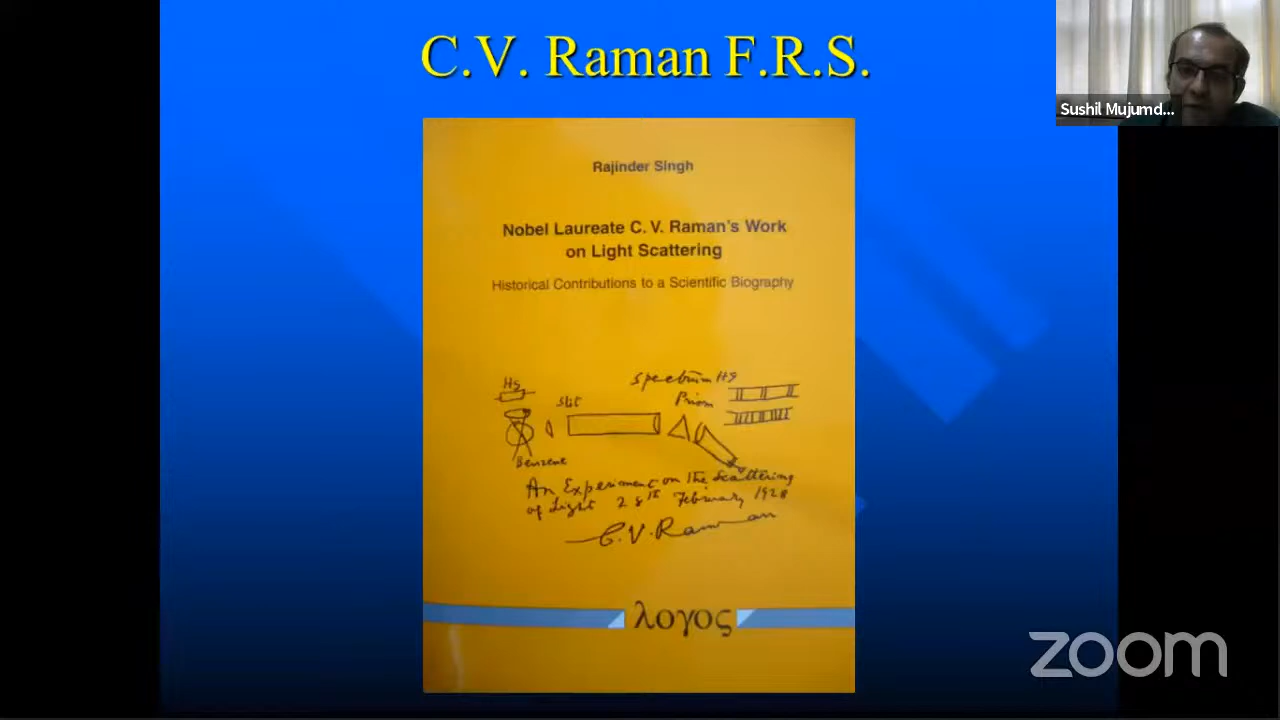 C.V. Raman F.R.S.
Sushil Mujumd...
Rajinder Singh
Nobel Laureate C. V. Raman's Work
on Light Scattering
Historical Contributions to a Scientific Biography
Hg
Spectrum Hg
Slit
Prism
Benzene
An Experiment on the Scattering
of Light 28th February 1928
C.V. Raman
λογος
zoom